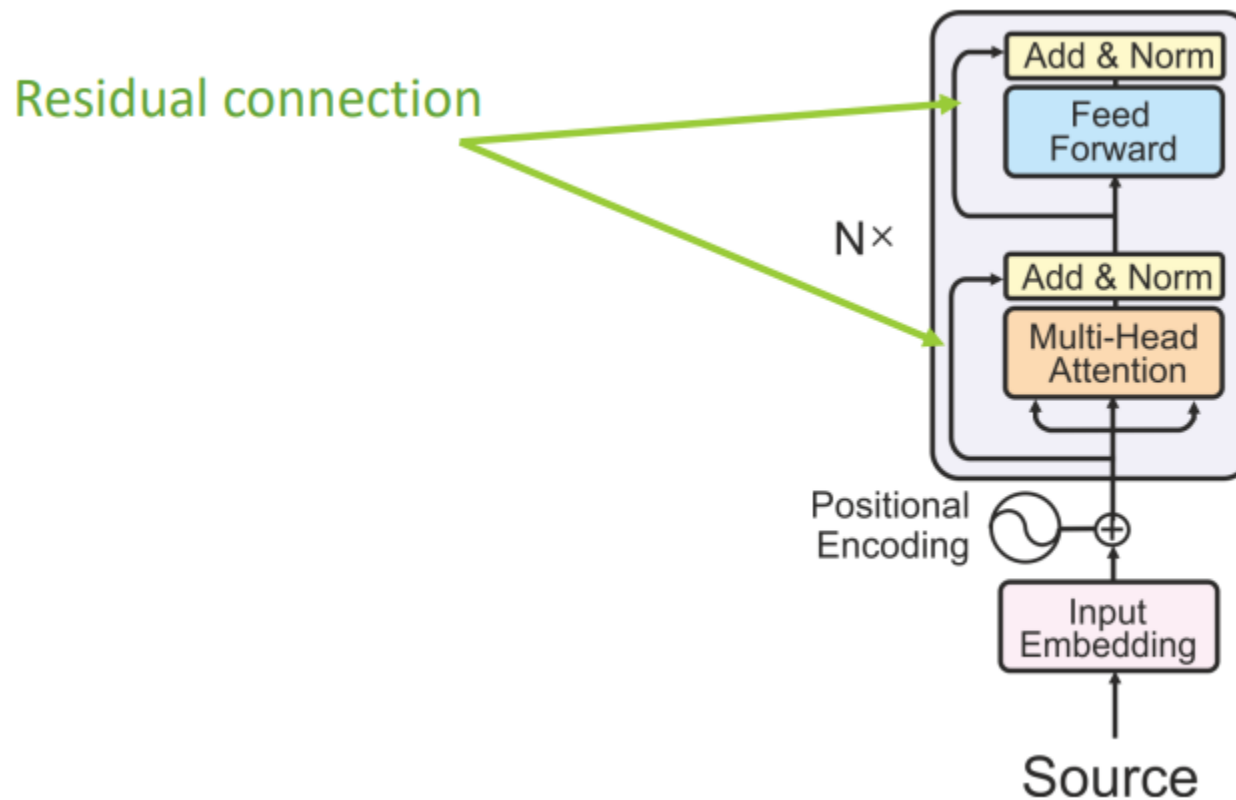 Residual connection
Add & Norm
Feed
Forward
N×
Add & Norm
Multi-Head
Attention
Positional
Encoding
Input
Embedding
Source